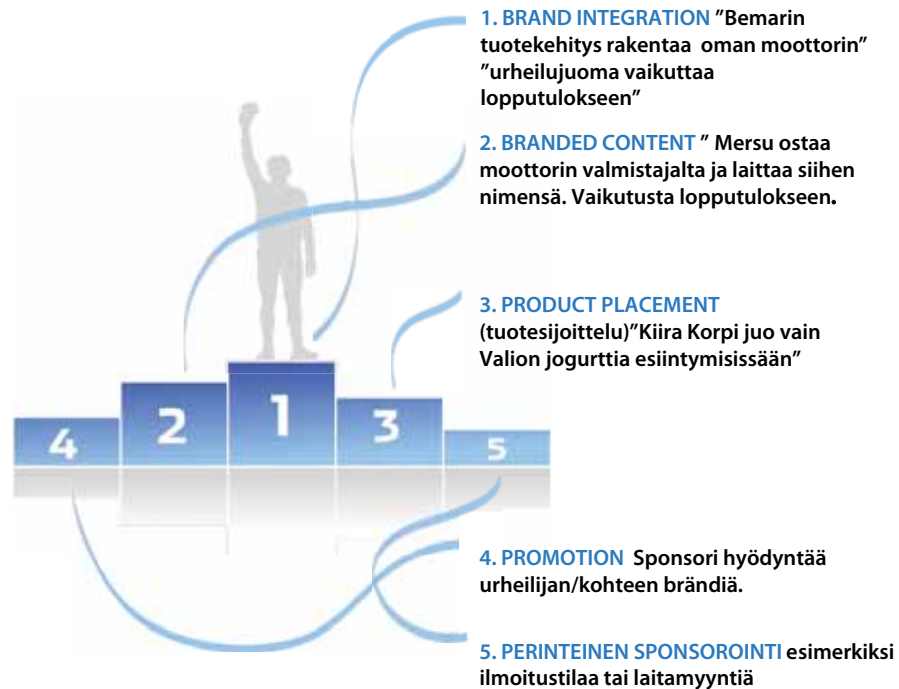 1. BRAND INTEGRATION ”Bemarin
tuotekehitys rakentaa oman moottorin”
”urheilujuoma vaikuttaa
lopputulokseen”
2. BRANDED CONTENT ” Mersu ostaa
moottorin valmistajalta ja laittaa siihen
nimensä. Vaikutusta lopputulokseen.
3. PRODUCT PLACEMENT
(tuotesijoittelu)”Kiira Korpi juo vain
Valion jogurttia esiintymisissään”
4 2 1 3 5
4. PROMOTION Sponsori hyödyntää
urheilijan/kohteen brändiä.
5. PERINTEINEN SPONSOROINTI esimerkiksi
ilmoitustilaa tai laitamyyntiä